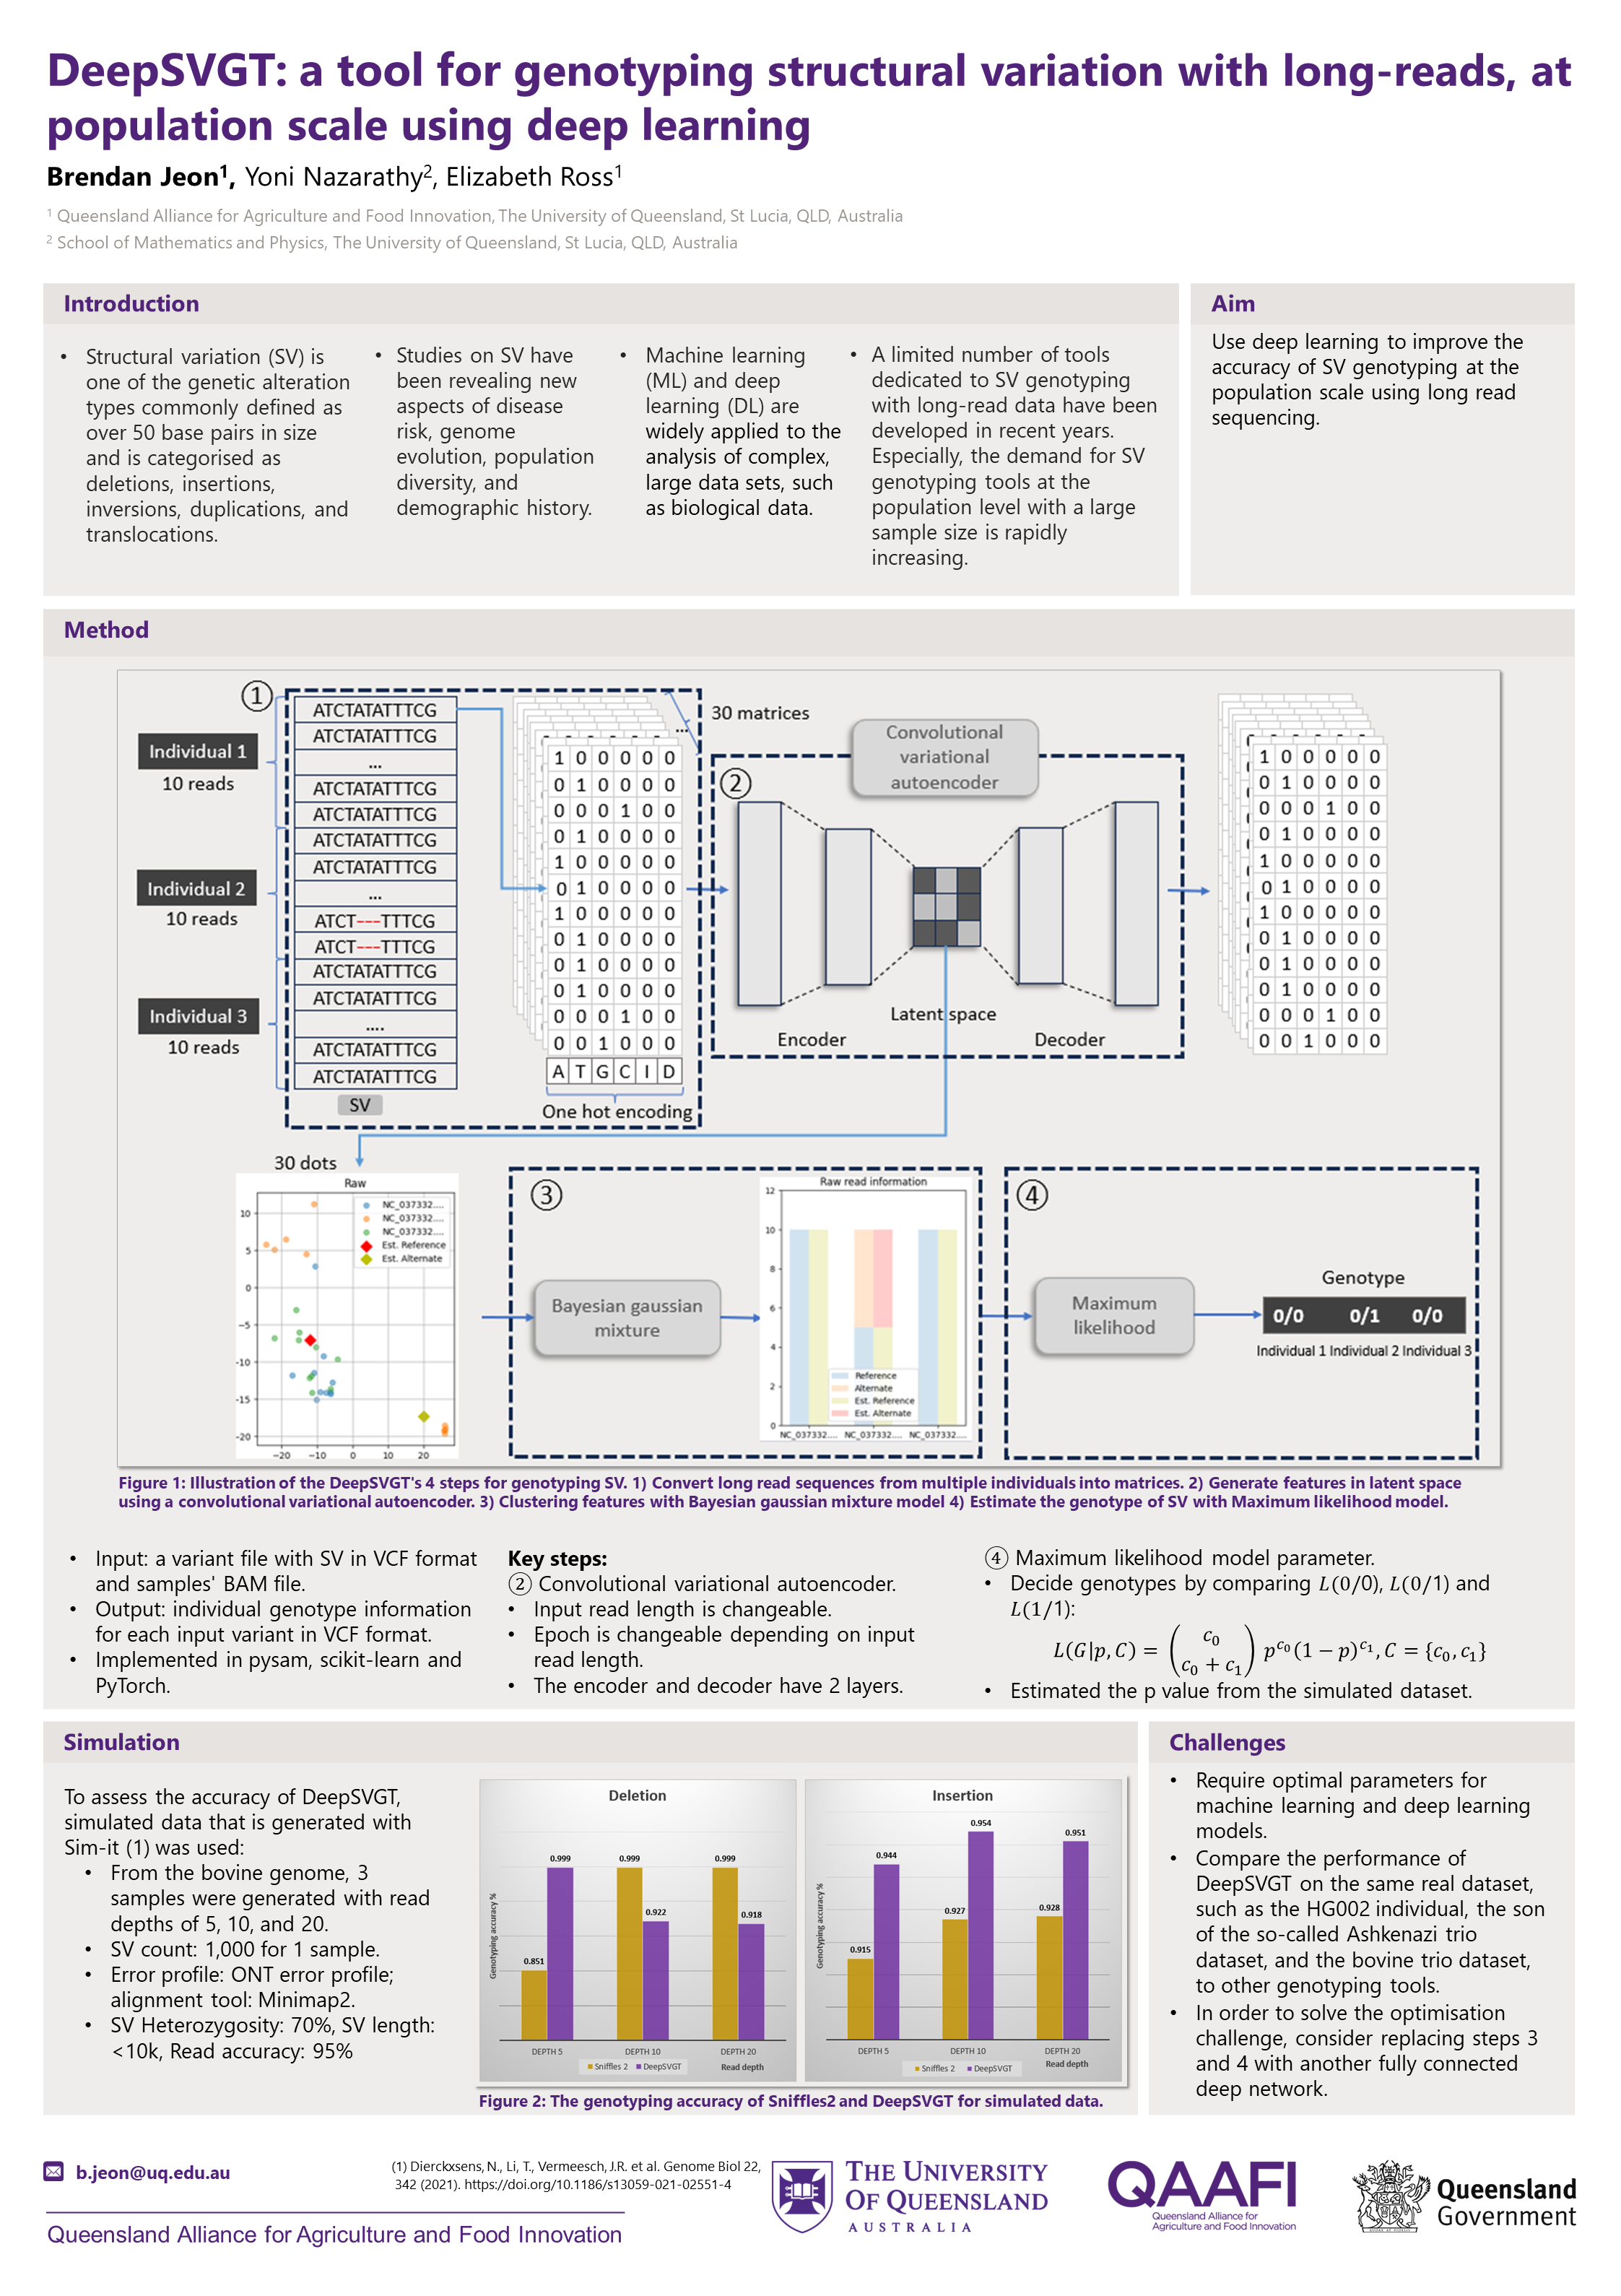 DeepSVGT: a tool for genotyping structural variation with long-reads, at
population scale using deep learning
Brendan Jeon1, Yoni Nazarathy2, Elizabeth Ross1
1 Queensland Alliance for Agriculture and Food Innovation, The University of Queensland, St Lucia, QLD, Australia
2 School of Mathematics and Physics, The University of Queensland, St Lucia, QLD, Australia
Introduction
• Structural variation (SV) is
one of the genetic alteration
types commonly defined as
over 50 base pairs in size
and is categorised as
deletions, insertions,
inversions, duplications, and
translocations.
• Studies on SV have
been revealing new
aspects of disease
risk, genome
evolution, population
diversity, and
demographic history.
• Machine learning
(ML) and deep
learning (DL) are
widely applied to the
analysis of complex,
large data sets, such
as biological data.
• A limited number of tools
dedicated to SV genotyping
with long-read data have been
developed in recent years.
Especially, the demand for SV
genotyping tools at the
population level with a large
sample size is rapidly
increasing.
Aim
Use deep learning to improve the
accuracy of SV genotyping at the
population scale using long read
sequencing.
Method
①
Individual 1
10 reads
Individual 2
10 reads
Individual 3
10 reads
ATCTATATTTCG
ATCTATATTTCG
...
ATCTATATTTCG
ATCTATATTTCG
ATCTATATTTCG
ATCTATATTTCG
...
ATCT---TTTCG
ATCT---TTTCG
ATCTATATTTCG
ATCTATATTTCG
....
ATCTATATTTCG
ATCTATATTTCG
SV
30 matrices
...
1 0 0 0 0 0
0 1 0 0 0 0
0 0 0 1 0 0
0 1 0 0 0 0
1 0 0 0 0 0
0 1 0 0 0 0
1 0 0 0 0 0
0 1 0 0 0 0
0 1 0 0 0 0
0 1 0 0 0 0
0 0 0 1 0 0
0 0 1 0 0 0
A T G C I D
One hot encoding
②
Convolutional
variational
autoencoder
Latent space
Encoder
Decoder
1 0 0 0 0 0
0 1 0 0 0 0
0 0 0 1 0 0
0 1 0 0 0 0
1 0 0 0 0 0
0 1 0 0 0 0
1 0 0 0 0 0
0 1 0 0 0 0
0 1 0 0 0 0
0 1 0 0 0 0
0 0 0 1 0 0
0 0 1 0 0 0
30 dots
Raw
NC_037332....
NC_037332....
NC_037332....
Est. Reference
Est. Alternate
10
5
0
−5
−10
−15
−20
−20 −10 0 10 20
③
Bayesian gaussian
mixture
Raw read information
12
10
8
6
4
2
0
Reference
Alternate
Est. Reference
Est. Alternate
NC_037332.... NC_037332.... NC_037332....
④
Maximum
likelihood
Genotype
0/0 0/1 0/0
Individual 1 Individual 2 Individual 3
Figure 1: Illustration of the DeepSVGT's 4 steps for genotyping SV. 1) Convert long read sequences from multiple individuals into matrices. 2) Generate features in latent space
using a convolutional variational autoencoder. 3) Clustering features with Bayesian gaussian mixture model 4) Estimate the genotype of SV with Maximum likelihood model.
• Input: a variant file with SV in VCF format
and samples' BAM file.
• Output: individual genotype information
for each input variant in VCF format.
• Implemented in pysam, scikit-learn and
PyTorch.
Key steps:
② Convolutional variational autoencoder.
• Input read length is changeable.
• Epoch is changeable depending on input
read length.
• The encoder and decoder have 2 layers.
④ Maximum likelihood model parameter.
• Decide genotypes by comparing L(0/0), L(0/1) and
L(1/1):
L(G|p, C) = (c0 / c0 + c1) p^c0 (1 − p)^c1, C = {c0, c1}
• Estimated the p value from the simulated dataset.
Simulation
To assess the accuracy of DeepSVGT,
simulated data that is generated with
Sim-it (1) was used:
• From the bovine genome, 3
samples were generated with read
depths of 5, 10, and 20.
• SV count: 1,000 for 1 sample.
• Error profile: ONT error profile;
alignment tool: Minimap2.
• SV Heterozygosity: 70%, SV length:
<10k, Read accuracy: 95%
Deletion
Genotyping accuracy %
0.851 0.999 0.999 0.922 0.999 0.918
DEPTH 5 DEPTH 10 DEPTH 20
Sniffles 2 DeepSVGT Read depth
Insertion
Genotyping accuracy %
0.915 0.944 0.927 0.954 0.928 0.951
DEPTH 5 DEPTH 10 DEPTH 20
Sniffles 2 DeepSVGT Read depth
Figure 2: The genotyping accuracy of Sniffles2 and DeepSVGT for simulated data.
Challenges
• Require optimal parameters for
machine learning and deep learning
models.
• Compare the performance of
DeepSVGT on the same real dataset,
such as the HG002 individual, the son
of the so-called Ashkenazi trio
dataset, and the bovine trio dataset,
to other genotyping tools.
• In order to solve the optimisation
challenge, consider replacing steps 3
and 4 with another fully connected
deep network.
b.jeon@uq.edu.au
(1) Dierckxsens, N., Li, T., Vermeesch, J.R. et al. Genome Biol 22,
342 (2021). https://doi.org/10.1186/s13059-021-02551-4
Queensland Alliance for Agriculture and Food Innovation
THE UNIVERSITY
OF QUEENSLAND
AUSTRALIA
QAAFI
Queensland Alliance for
Agriculture and Food Innovation
Queensland
Government